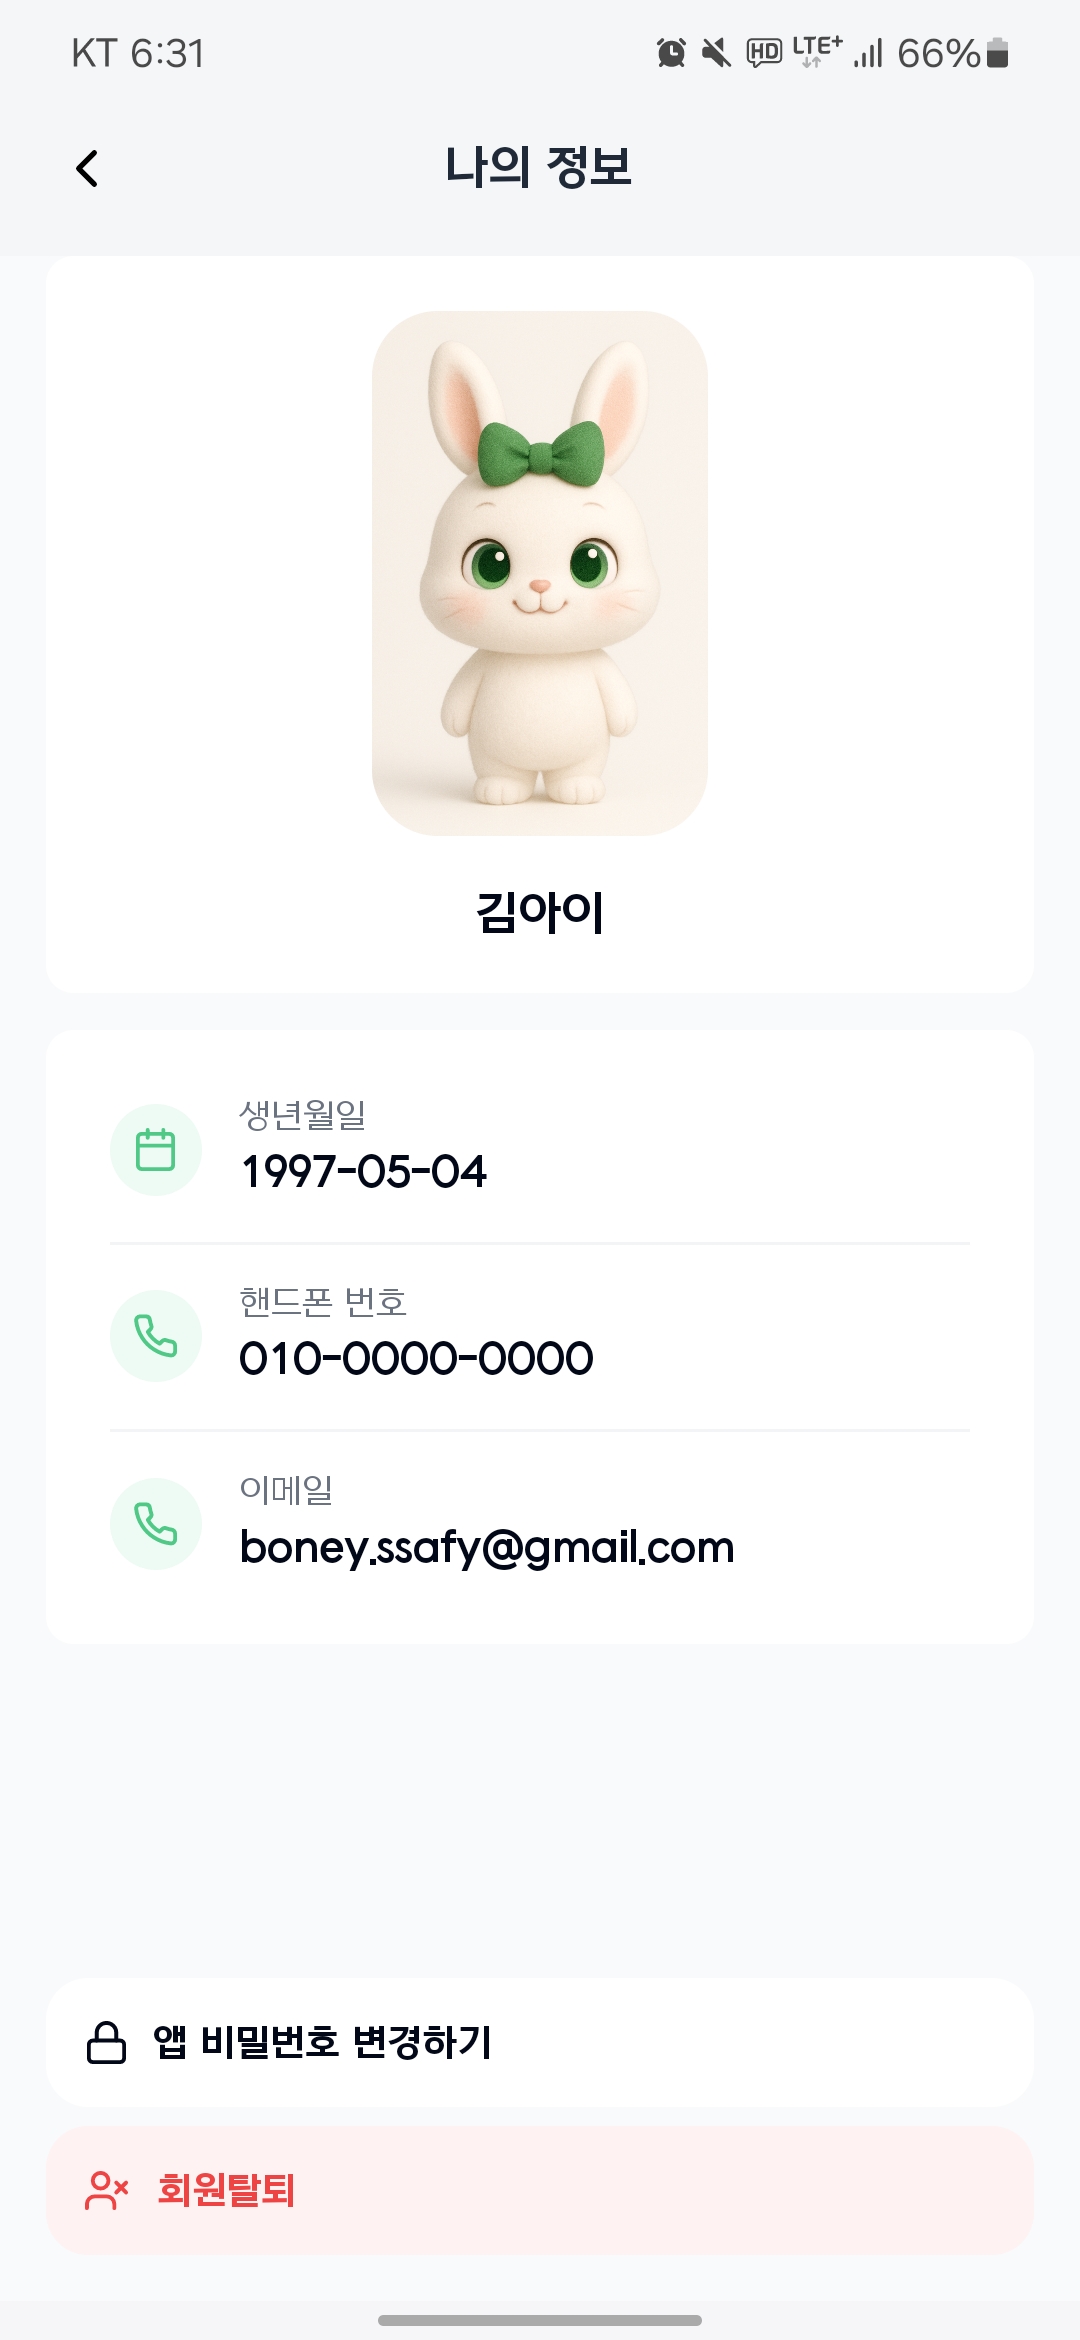 KT 6:31 HD LTE+ 66%
나의 정보
김아이
생년월일
1997-05-04
핸드폰 번호
010-0000-0000
이메일
boney.ssafy@gmail.com
앱 비밀번호 변경하기
회원탈퇴